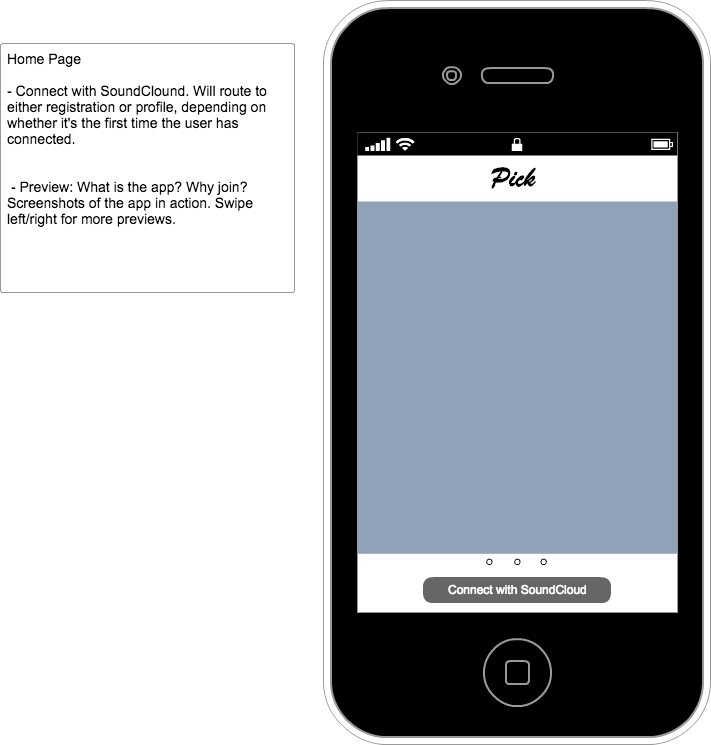 Home Page
- Connect with SoundClound. Will route to
either registration or profile, depending on
whether it's the first time the user has
connected.
- Preview: What is the app? Why join?
Screenshots of the app in action. Swipe
left/right for more previews.
Pick
Connect with SoundCloud